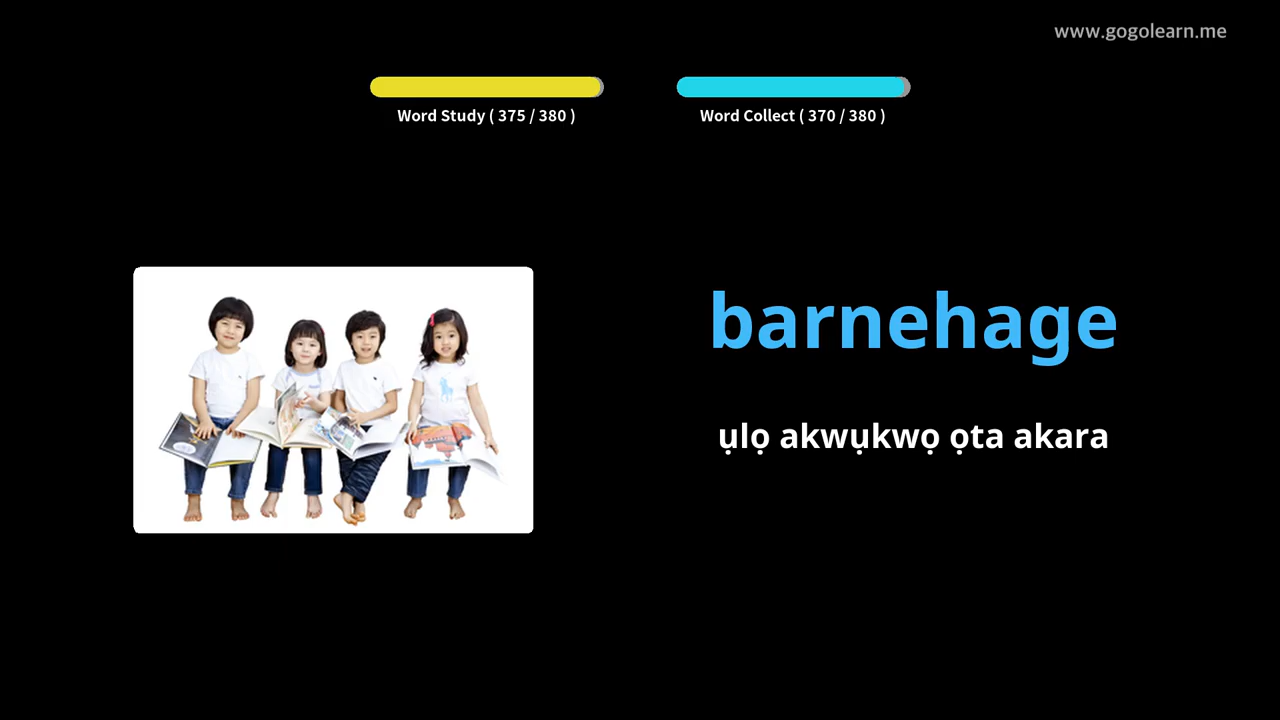 www.gogolearn.me
Word Study ( 375 / 380 )
Word Collect ( 370 / 380 )
barnehage
ụlọ akwụkwọ ọta akara